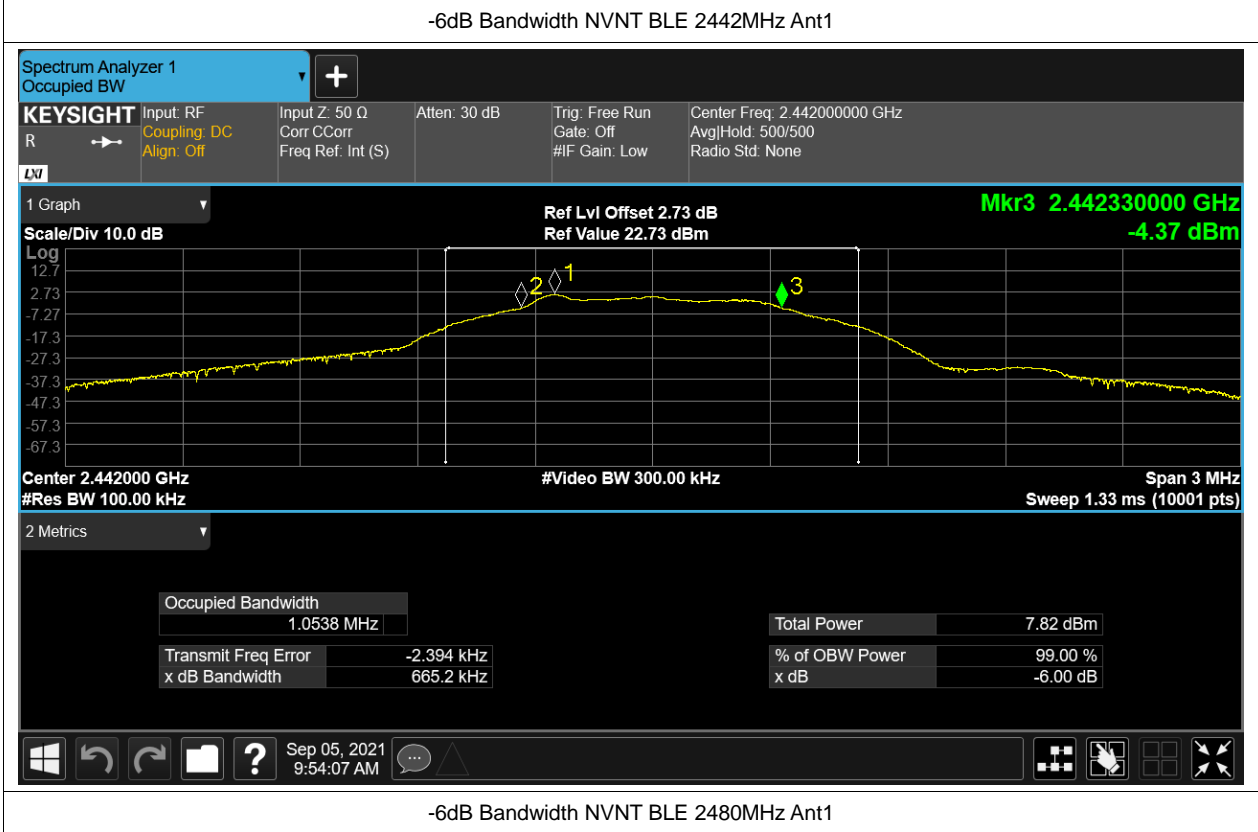 -6dB Bandwidth NVNT BLE 2442MHz Ant1
Spectrum Analyzer 1
Occupied BW
+
KEYSIGHT
R
LXI
Input: RF
Coupling: DC
Align: Off
Input Z: 50 Ω
Corr CCorr
Freq Ref: Int (S)
Atten: 30 dB
Trig: Free Run
Gate: Off
#IF Gain: Low
Center Freq: 2.442000000 GHz
Avg|Hold: 500/500
Radio Std: None
1 Graph
Scale/Div 10.0 dB
Ref Lvl Offset 2.73 dB
Ref Value 22.73 dBm
Mkr3 2.442330000 GHz
-4.37 dBm
Log
12.7
2.73
-7.27
-17.3
-27.3
-37.3
-47.3
-57.3
-67.3
2
1
3
Center 2.442000 GHz
#Res BW 100.00 kHz
#Video BW 300.00 kHz
Span 3 MHz
Sweep 1.33 ms (10001 pts)
2 Metrics
Occupied Bandwidth
1.0538 MHz
Transmit Freq Error -2.394 kHz
x dB Bandwidth 665.2 kHz
Total Power 7.82 dBm
% of OBW Power 99.00 %
x dB -6.00 dB
?
Sep 05, 2021
9:54:07 AM
-6dB Bandwidth NVNT BLE 2480MHz Ant1